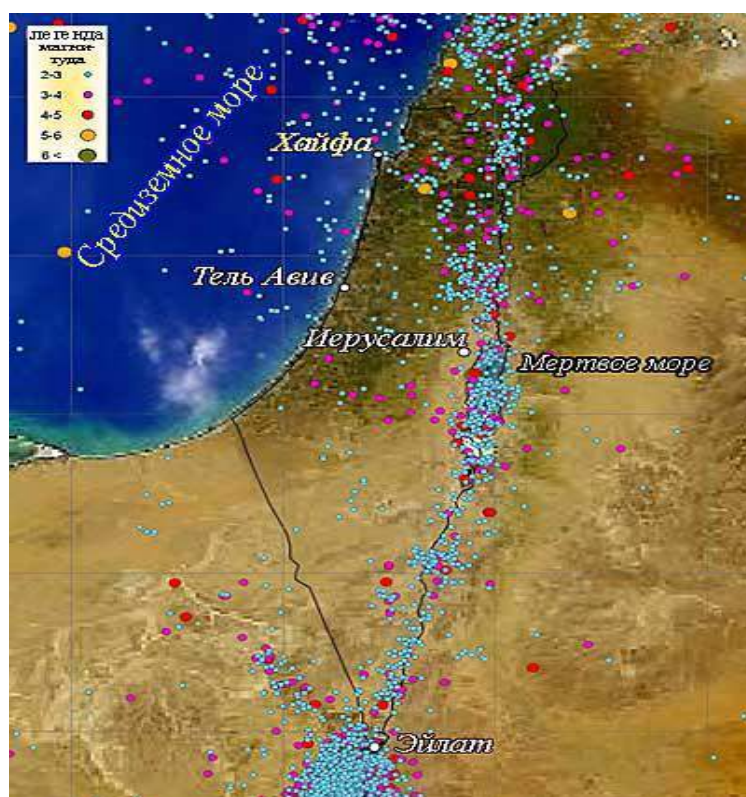 легенда
магни-
туда
2-3
3-4
4-5
5-6
6<
Средиземное море
Хайфа
Тель Авив
Иерусалим
Мертвое море
Эйлат